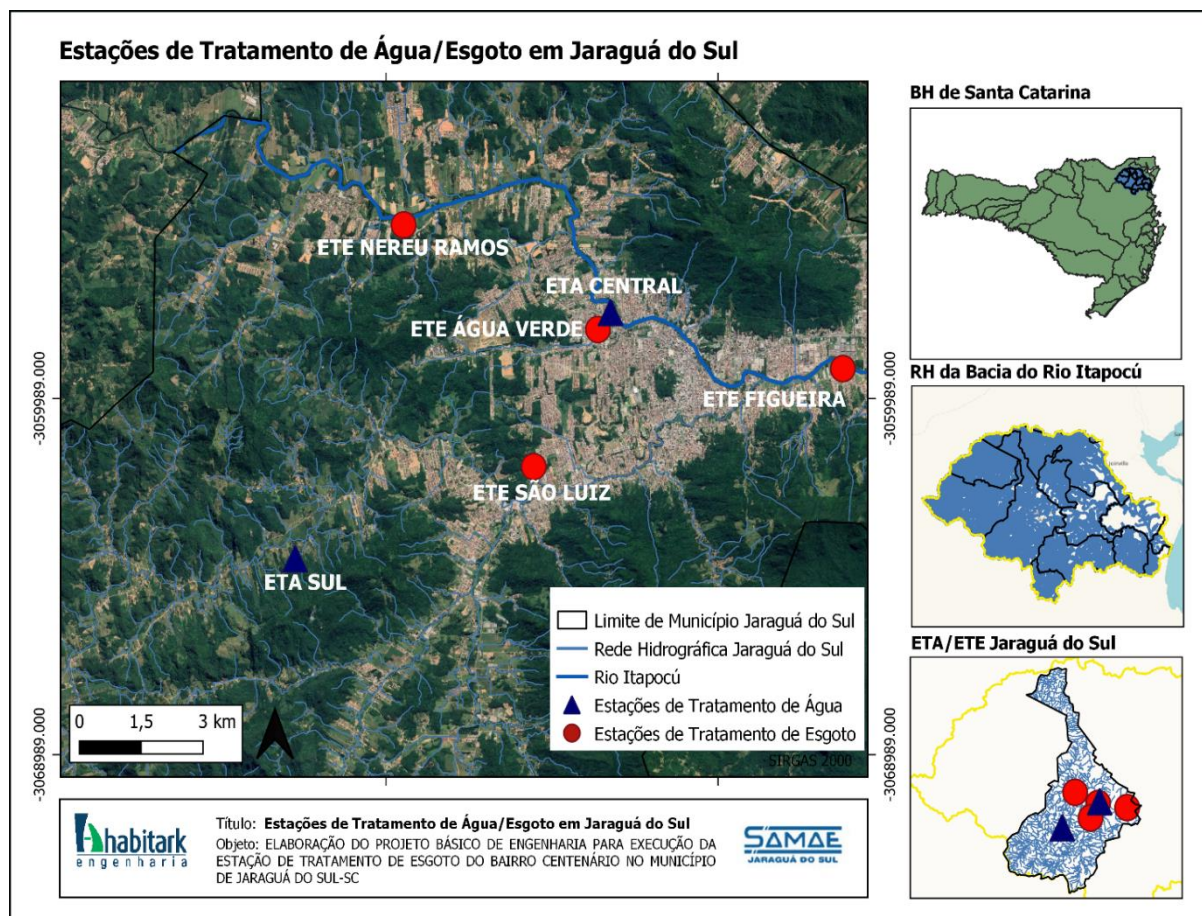 Estações de Tratamento de Água/Esgoto em Jaraguá do Sul
ETE NEREU RAMOS
ETA CENTRAL
ETE ÁGUA VERDE
ETE FIGUEIRA
ETE SÃO LUIZ
ETA SUL
-3059989.000
-3059989.000
-3068989.000
-3068989.000
Limite de Município Jaraguá do Sul
Rede Hidrográfica Jaraguá do Sul
Rio Itapocú
Estações de Tratamento de Água
Estações de Tratamento de Esgoto
0 1,5 3 km
SIRGAS 2000
BH de Santa Catarina
RH da Bacia do Rio Itapocú
Joinville
ETA/ETE Jaraguá do Sul
habitark
engenharia
Título: Estações de Tratamento de Água/Esgoto em Jaraguá do Sul
Objeto: ELABORAÇÃO DO PROJETO BÁSICO DE ENGENHARIA PARA EXECUÇÃO DA
ESTAÇÃO DE TRATAMENTO DE ESGOTO DO BAIRRO CENTENÁRIO NO MUNICÍPIO
DE JARAGUÁ DO SUL-SC
SAMAE
JARAGUÁ DO SUL